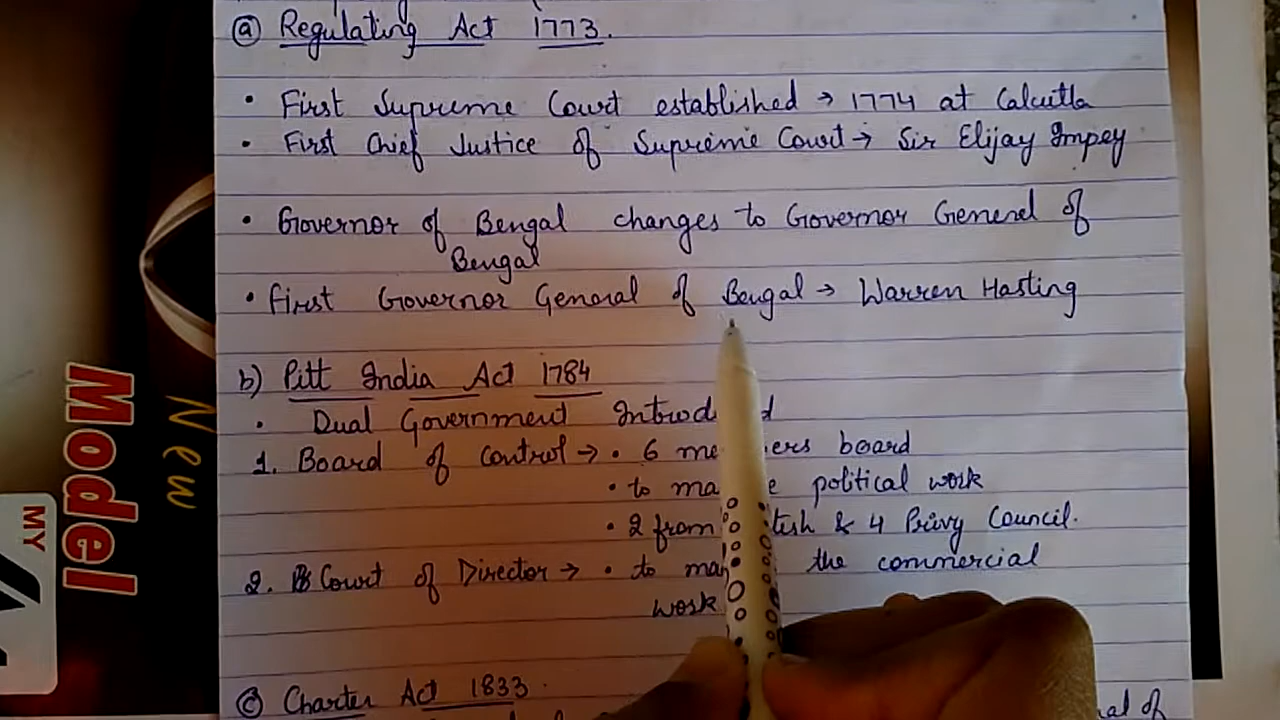 ⓐ Regulating Act 1773.
• First Supreme Court established → 1774 at Calcutta
• First Chief Justice of Supreme Court → Sir Elijay Impey
• Governor of Bengal changes to Governor General of
Bengal
• First Governor General of Bengal → Warren Hasting
b) Pitt India Act 1784
• Dual Government
1. Board of control → • 6 board
• to political work
• 2 from & 4 Privy Council.
2. Court of Director → • to the commercial
work
ⓒ Charter Act 1833
of
New
Model
MY